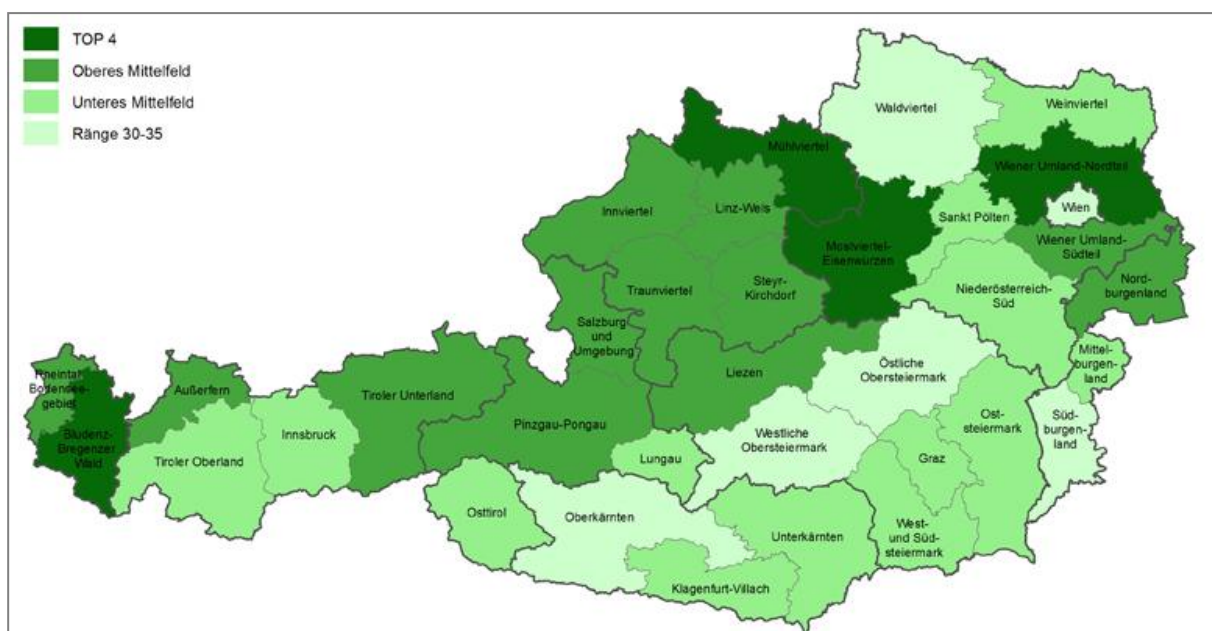 TOP 4
Oberes Mittelfeld
Unteres Mittelfeld
Ränge 30-35
Waldviertel
Weinviertel
Mühlviertel
Wiener Umland-Nordteil
Wien
Innviertel
Linz-Wels
Sankt Pölten
Mostviertel-
Eisenwurzen
Wiener Umland-
Südteil
Nord-
burgenland
Traunviertel
Steyr-
Kirchdorf
Niederösterreich-
Süd
Salzburg
und
Umgebung
Mittel-
burgen-
land
Rheintal-
Bodensee-
gebiet
Außerfern
Tiroler Unterland
Liezen
Östliche
Obersteiermark
Bludenz-
Bregenzer
Wald
Tiroler Oberland
Innsbruck
Pinzgau-Pongau
Westliche
Obersteiermark
Ost-
steiermark
Süd-
burgen-
land
Lungau
Graz
Osttirol
Oberkärnten
Unterkärnten
West-
und Süd-
steiermark
Klagenfurt-Villach